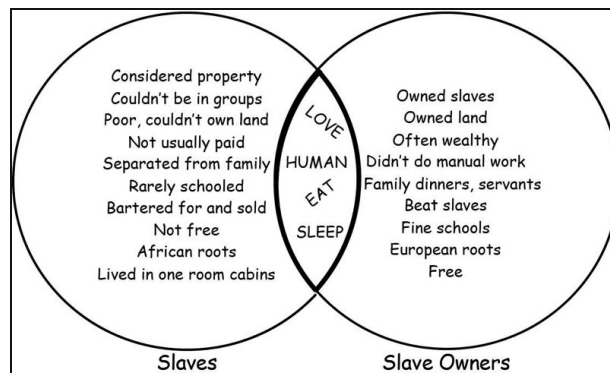 Considered property
Couldn't be in groups
Poor, couldn't own land
Not usually paid
Separated from family
Rarely schooled
Bartered for and sold
Not free
African roots
Lived in one room cabins
LOVE
HUMAN
EAT
SLEEP
Owned slaves
Owned land
Often wealthy
Didn't do manual work
Family dinners, servants
Beat slaves
Fine schools
European roots
Free
Slaves
Slave Owners